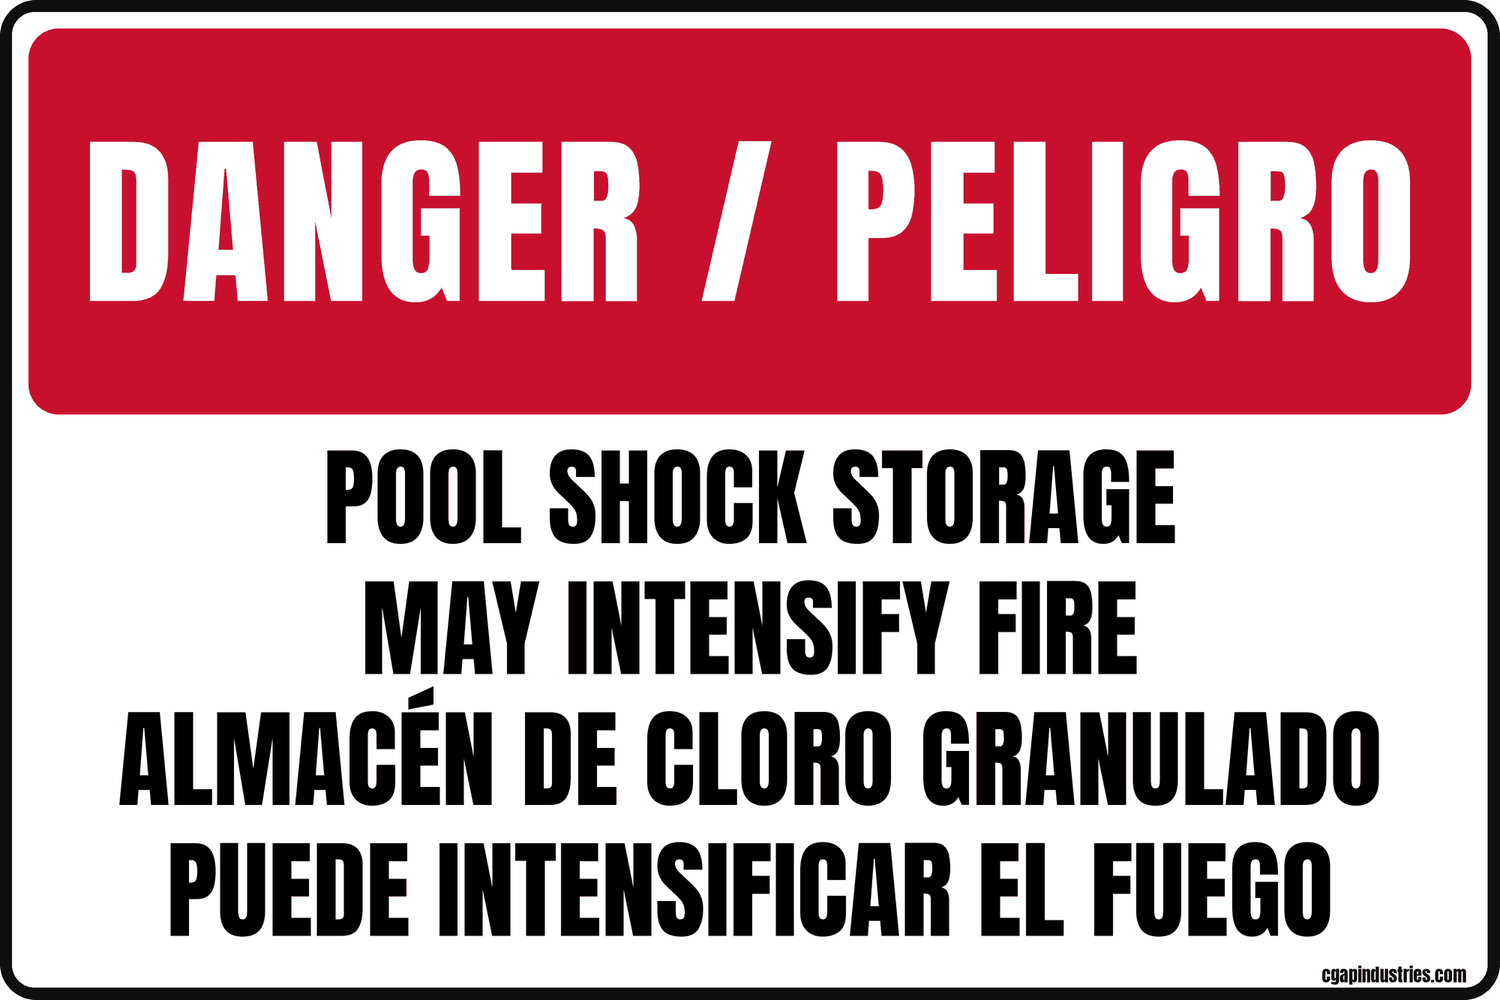 DANGER / PELIGRO
POOL SHOCK STORAGE
MAY INTENSIFY FIRE
ALMACÉN DE CLORO GRANULADO
PUEDE INTENSIFICAR EL FUEGO
cgapindustries.com